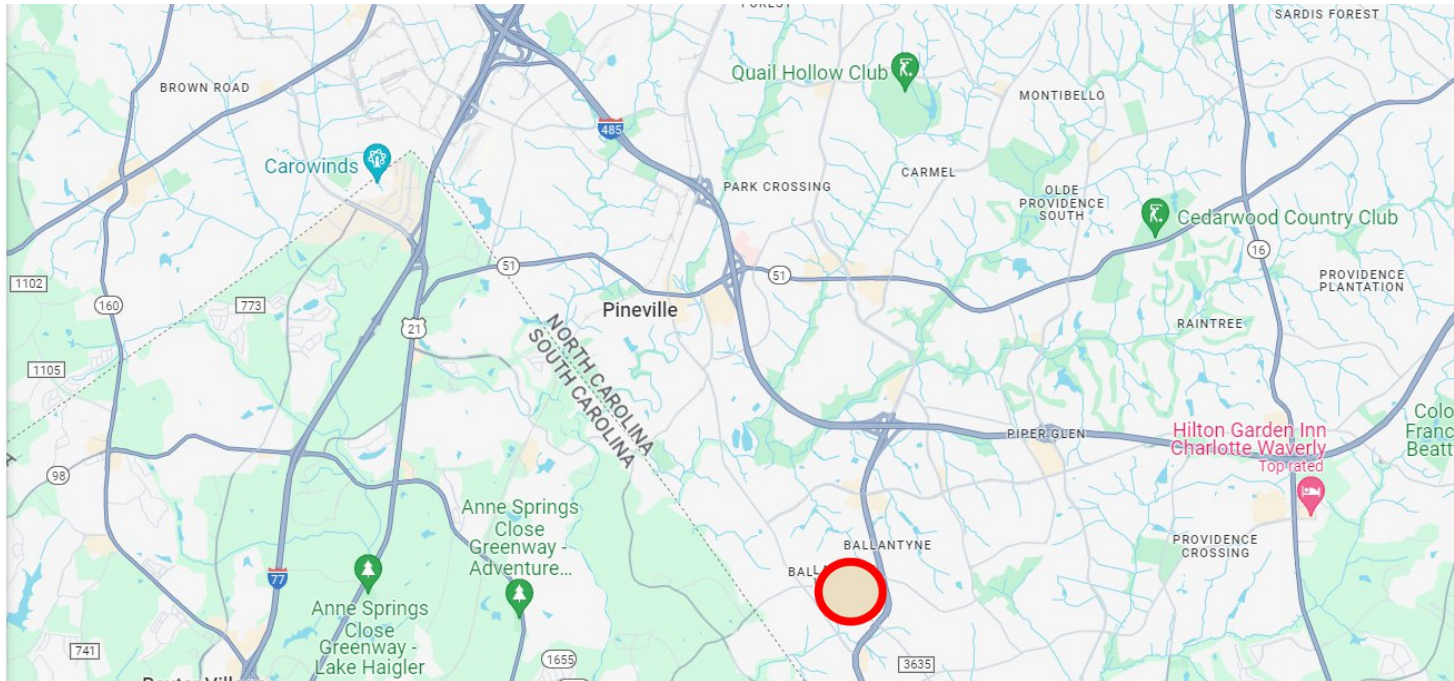 FOREST
SARDIS FOREST
BROWN ROAD
Quail Hollow Club
MONTIBELLO
485
Carowinds
PARK CROSSING
CARMEL
OLDE
PROVIDENCE
SOUTH
Cedarwood Country Club
51
51
16
1102
160
773
Pineville
PROVIDENCE
PLANTATION
21
RAINTREE
NORTH CAROLINA
SOUTH CAROLINA
1105
Hilton Garden Inn
Charlotte Waverly
Top rated
PIPER GLEN
98
Anne Springs
Close
Greenway -
Adventure...
BALLANTYNE
PROVIDENCE
CROSSING
77
Anne Springs
Close
Greenway -
Lake Haigler
741
1655
3635